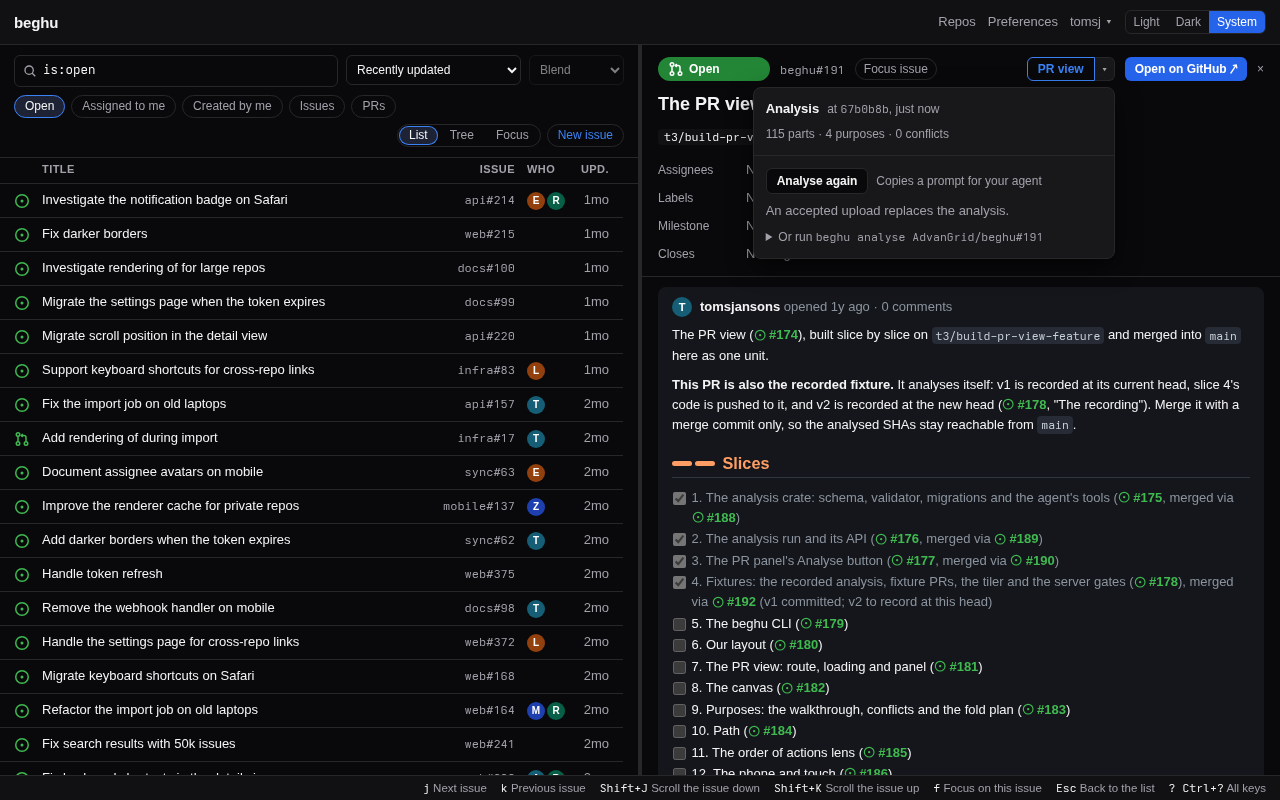 beghu
Repos Preferences tomsj ▾ Light Dark System
is:open Recently updated Blend
Open Assigned to me Created by me Issues PRs
List Tree Focus New issue
TITLE ISSUE WHO UPD.
Investigate the notification badge on Safari api#214 E R 1mo
Fix darker borders web#215 1mo
Investigate rendering of for large repos docs#100 1mo
Migrate the settings page when the token expires docs#99 1mo
Migrate scroll position in the detail view api#220 1mo
Support keyboard shortcuts for cross-repo links infra#83 L 1mo
Fix the import job on old laptops api#157 T 2mo
Add rendering of during import infra#17 T 2mo
Document assignee avatars on mobile sync#63 E 2mo
Improve the renderer cache for private repos mobile#137 Z 2mo
Add darker borders when the token expires sync#62 T 2mo
Handle token refresh web#375 2mo
Remove the webhook handler on mobile docs#98 T 2mo
Handle the settings page for cross-repo links web#372 L 2mo
Migrate keyboard shortcuts on Safari web#168 2mo
Refactor the import job on old laptops web#164 M R 2mo
Fix search results with 50k issues web#241 2mo
Open beghu#191 Focus issue PR view ▾ Open on GitHub ↗ ×
The PR view
t3/build-pr-v
Assignees
Labels
Milestone
Closes
Analysis at 67b0b8b, just now
115 parts · 4 purposes · 0 conflicts
Analyse again Copies a prompt for your agent
An accepted upload replaces the analysis.
▶ Or run beghu analyse AdvanGrid/beghu#191
T tomsjansons opened 1y ago · 0 comments
The PR view (#174), built slice by slice on t3/build-pr-view-feature and merged into main
here as one unit.
This PR is also the recorded fixture. It analyses itself: v1 is recorded at its current head, slice 4's
code is pushed to it, and v2 is recorded at the new head (#178, "The recording"). Merge it with a
merge commit only, so the analysed SHAs stay reachable from main.
Slices
1. The analysis crate: schema, validator, migrations and the agent's tools (#175, merged via
#188)
2. The analysis run and its API (#176, merged via #189)
3. The PR panel's Analyse button (#177, merged via #190)
4. Fixtures: the recorded analysis, fixture PRs, the tiler and the server gates (#178), merged
via #192 (v1 committed; v2 to record at this head)
5. The beghu CLI (#179)
6. Our layout (#180)
7. The PR view: route, loading and panel (#181)
8. The canvas (#182)
9. Purposes: the walkthrough, conflicts and the fold plan (#183)
10. Path (#184)
11. The order of actions lens (#185)
12. The phone and touch (#186)
j Next issue k Previous issue Shift+J Scroll the issue down Shift+K Scroll the issue up f Focus on this issue Esc Back to the list ? Ctrl+? All keys